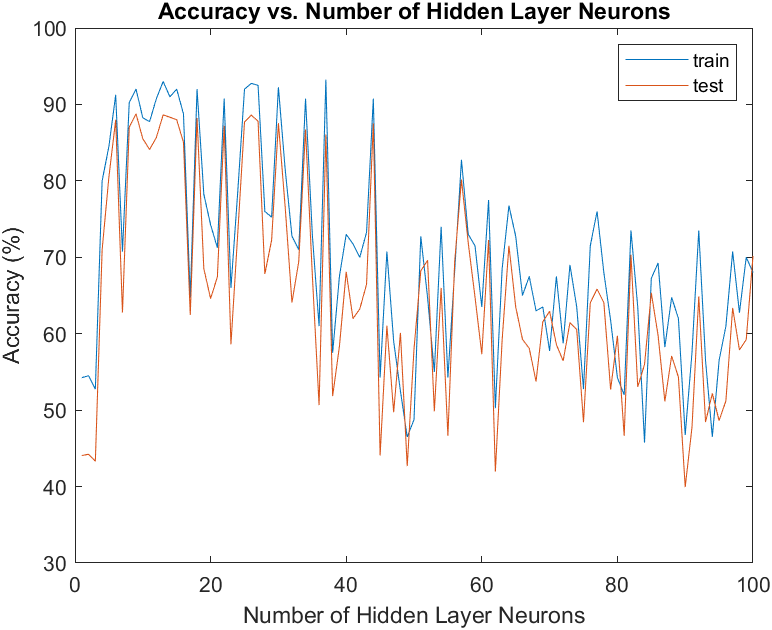 Accuracy vs. Number of Hidden Layer Neurons
100
90
80
70
60
50
40
30
Accuracy (%)
train
test
0 20 40 60 80 100
Number of Hidden Layer Neurons